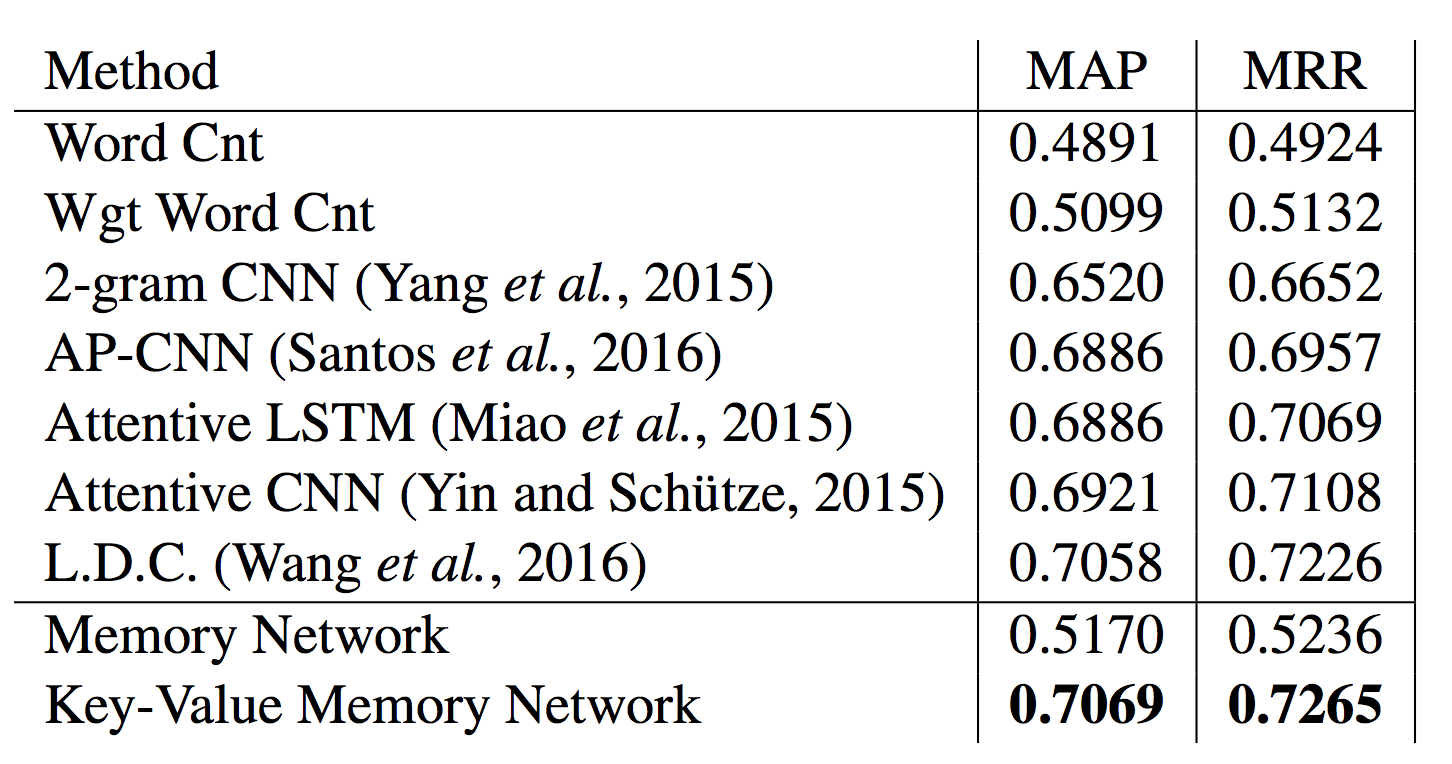 Method MAP MRR
Word Cnt 0.4891 0.4924
Wgt Word Cnt 0.5099 0.5132
2-gram CNN (Yang et al., 2015) 0.6520 0.6652
AP-CNN (Santos et al., 2016) 0.6886 0.6957
Attentive LSTM (Miao et al., 2015) 0.6886 0.7069
Attentive CNN (Yin and Schütze, 2015) 0.6921 0.7108
L.D.C. (Wang et al., 2016) 0.7058 0.7226
Memory Network 0.5170 0.5236
Key-Value Memory Network 0.7069 0.7265